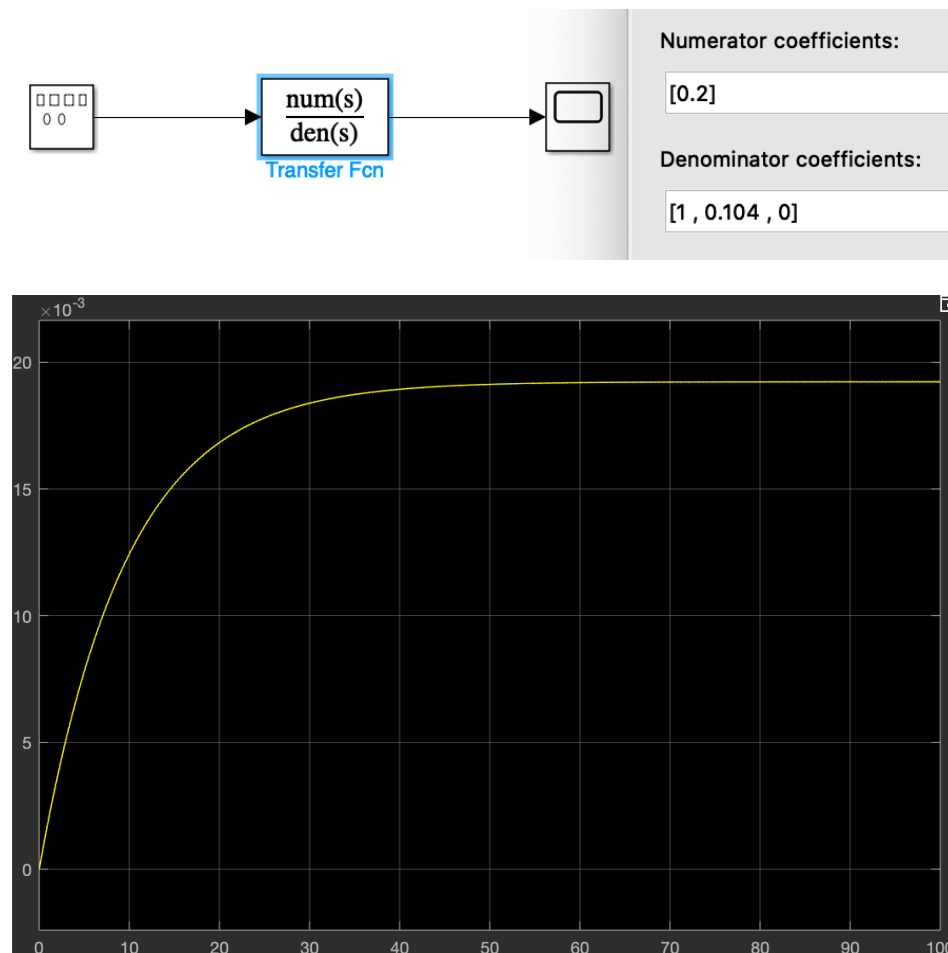 num(s)
den(s)
Transfer Fcn
Numerator coefficients:
[0.2]
Denominator coefficients:
[1 , 0.104 , 0]
×10-3
20
15
10
5
0
0 10 20 30 40 50 60 70 80 90 100